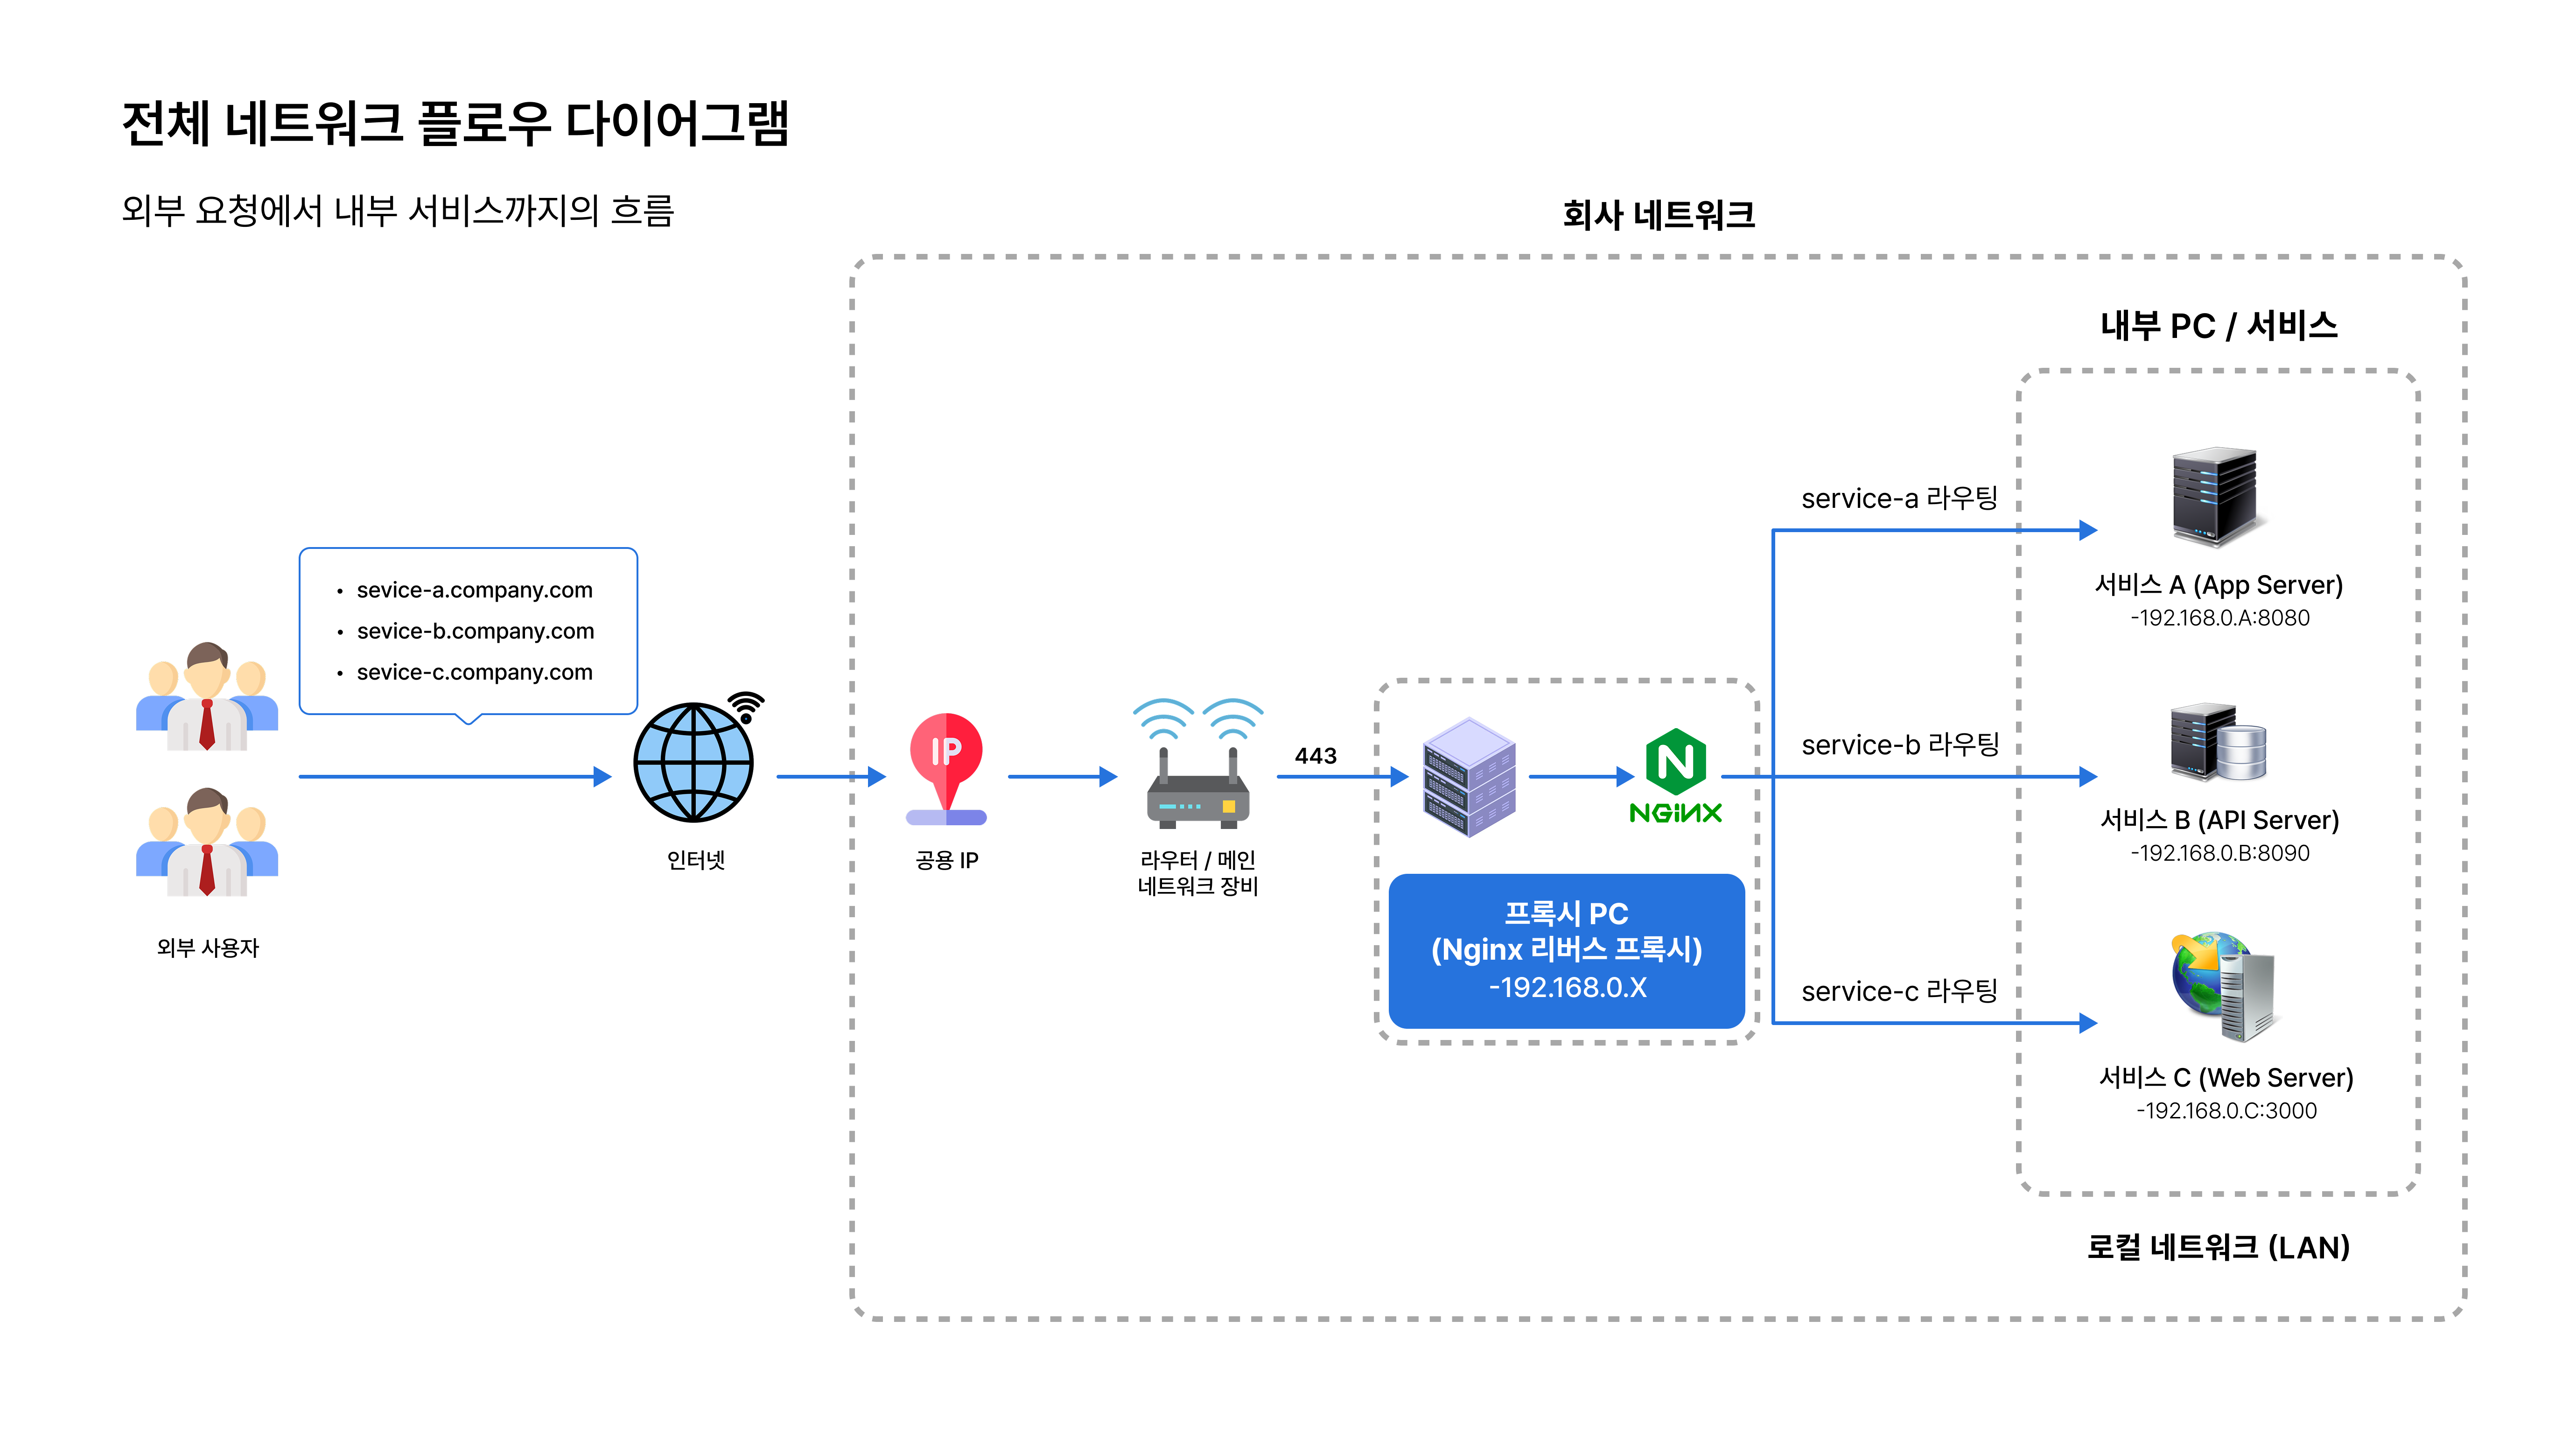 전체 네트워크 플로우 다이어그램
외부 요청에서 내부 서비스까지의 흐름
회사 네트워크
내부 PC / 서비스
• sevice-a.company.com
• sevice-b.company.com
• sevice-c.company.com
외부 사용자
인터넷
IP
공용 IP
라우터 / 메인
네트워크 장비
443
N
NGiNX
프록시 PC
(Nginx 리버스 프록시)
-192.168.0.X
service-a 라우팅
service-b 라우팅
service-c 라우팅
서비스 A (App Server)
-192.168.0.A:8080
서비스 B (API Server)
-192.168.0.B:8090
서비스 C (Web Server)
-192.168.0.C:3000
로컬 네트워크 (LAN)